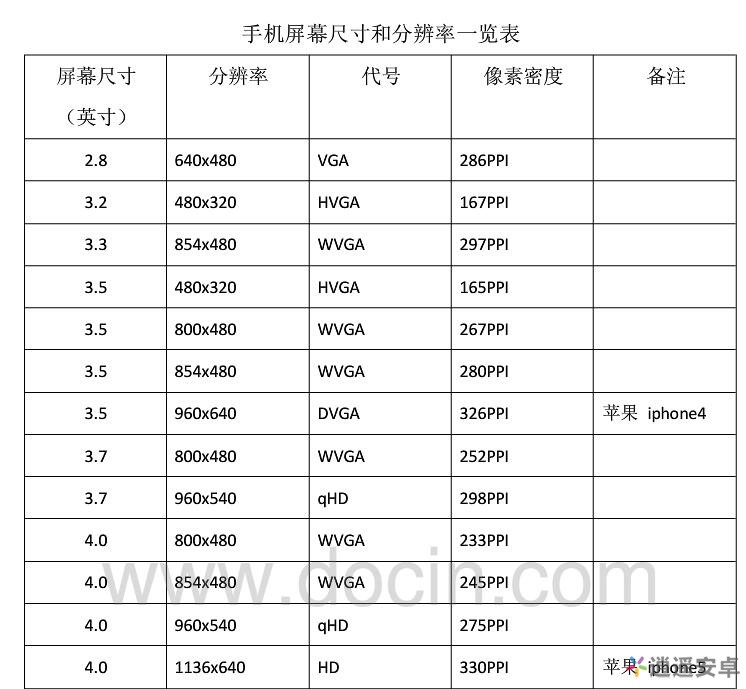 手机屏幕尺寸和分辨率一览表
屏幕尺寸（英寸） 分辨率 代号 像素密度 备注
2.8 640x480 VGA 286PPI
3.2 480x320 HVGA 167PPI
3.3 854x480 WVGA 297PPI
3.5 480x320 HVGA 165PPI
3.5 800x480 WVGA 267PPI
3.5 854x480 WVGA 280PPI
3.5 960x640 DVGA 326PPI 苹果 iphone4
3.7 800x480 WVGA 252PPI
3.7 960x540 qHD 298PPI
4.0 800x480 WVGA 233PPI
4.0 854x480 WVGA 245PPI
www.docin.com
4.0 960x540 qHD 275PPI
4.0 1136x640 HD 330PPI 苹果 iphone5
逍遥安卓